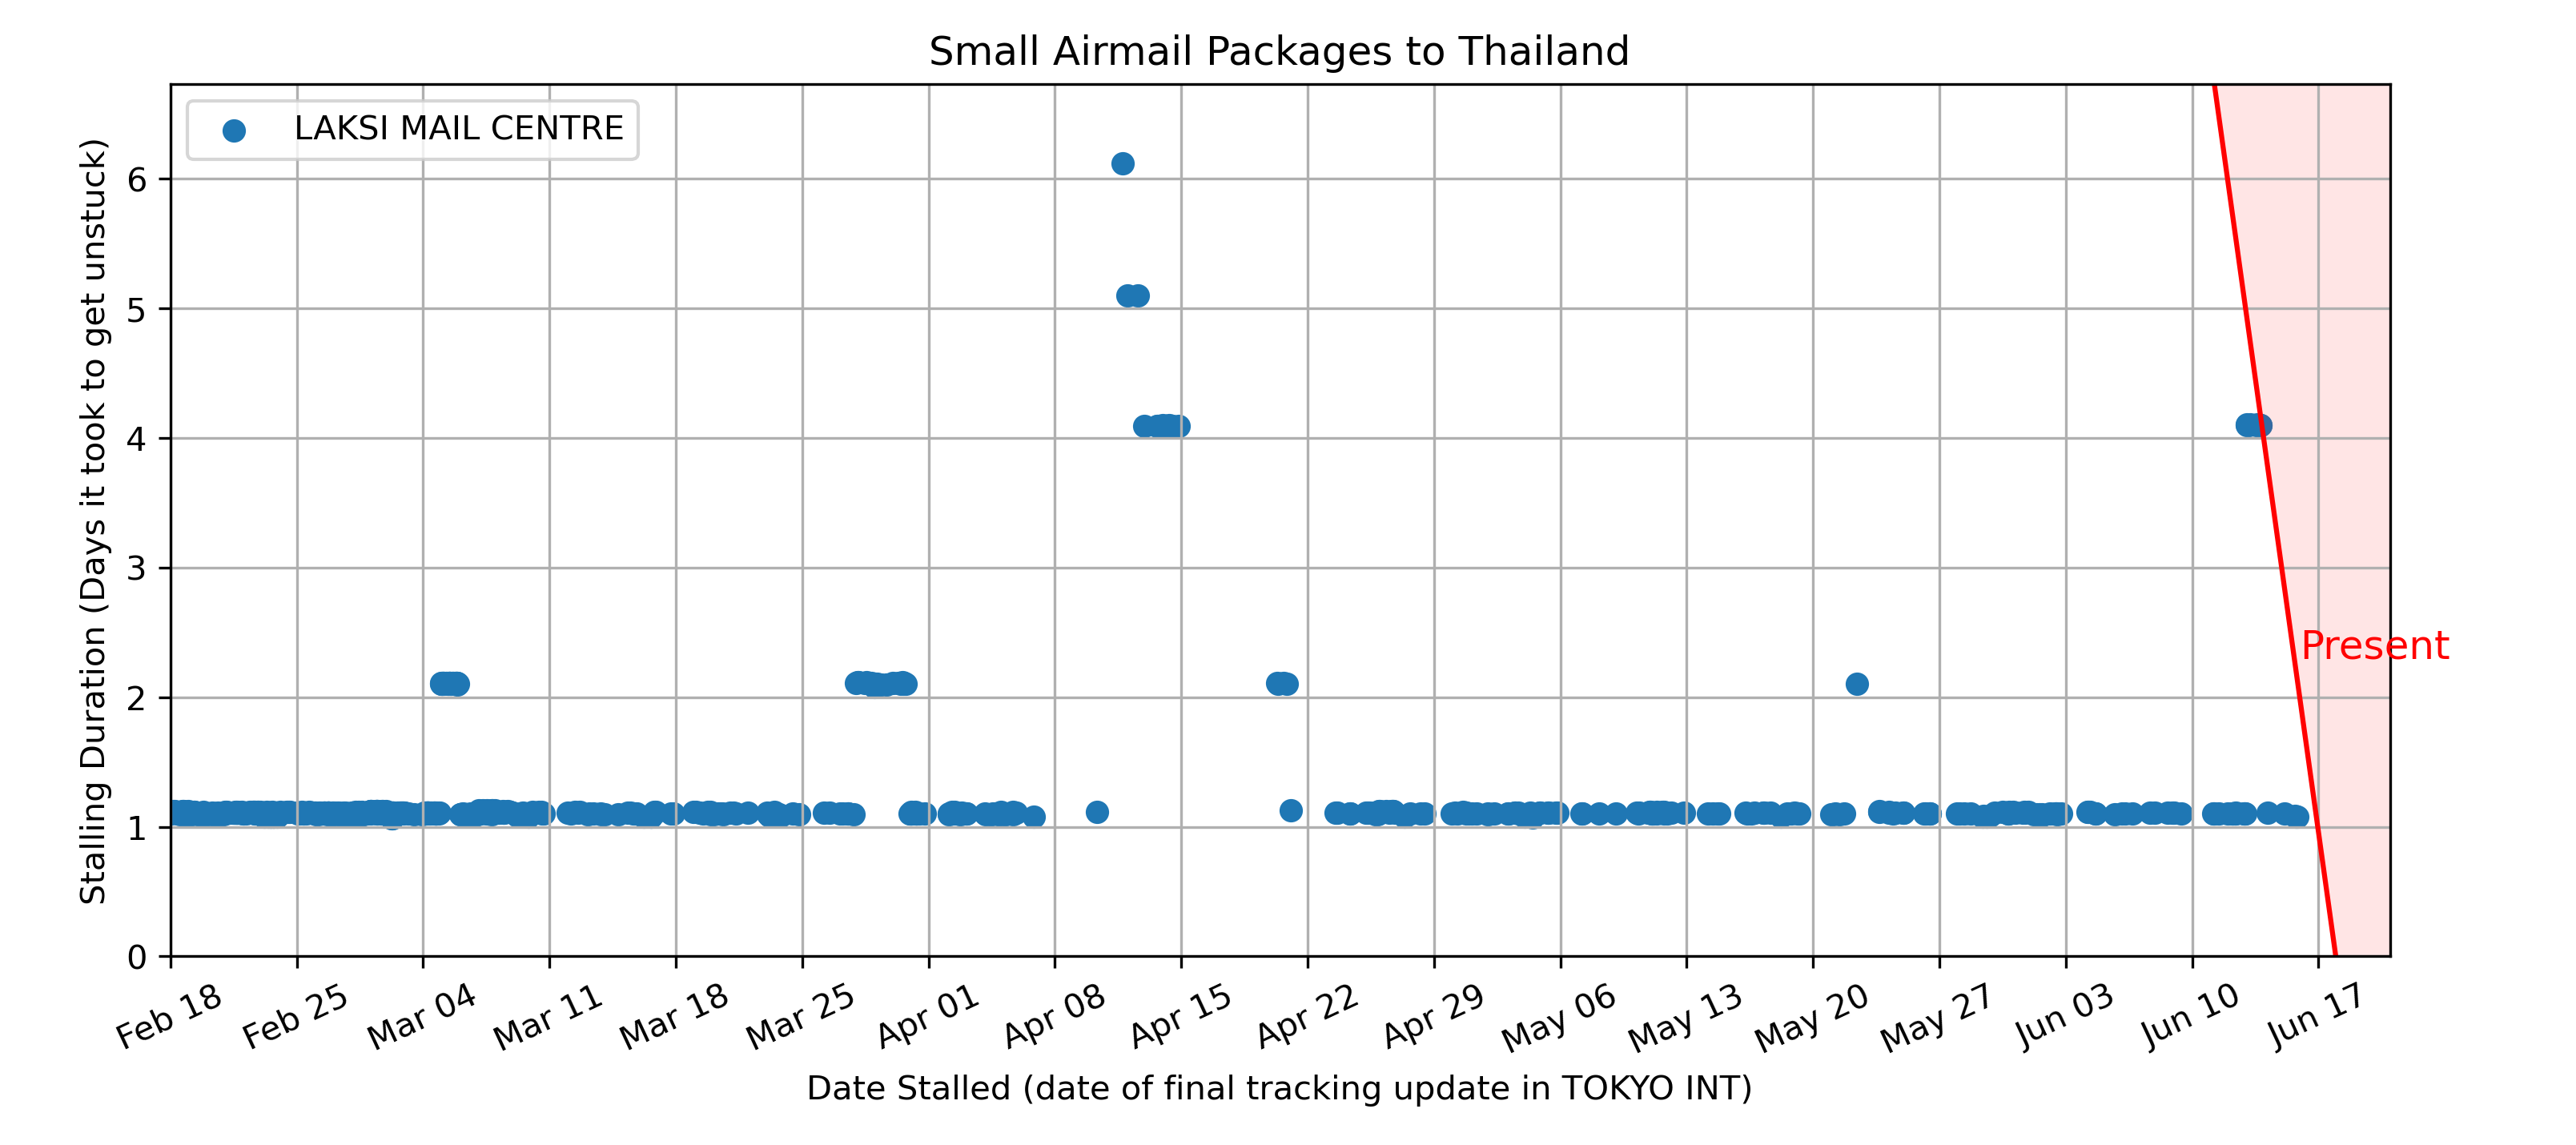 Small Airmail Packages to Thailand
LAKSI MAIL CENTRE
Stalling Duration (Days it took to get unstuck)
6
5
4
3
2
1
0
Present
Feb 18
Feb 25
Mar 04
Mar 11
Mar 18
Mar 25
Apr 01
Apr 08
Apr 15
Apr 22
Apr 29
May 06
May 13
May 20
May 27
Jun 03
Jun 10
Jun 17
Date Stalled (date of final tracking update in TOKYO INT)